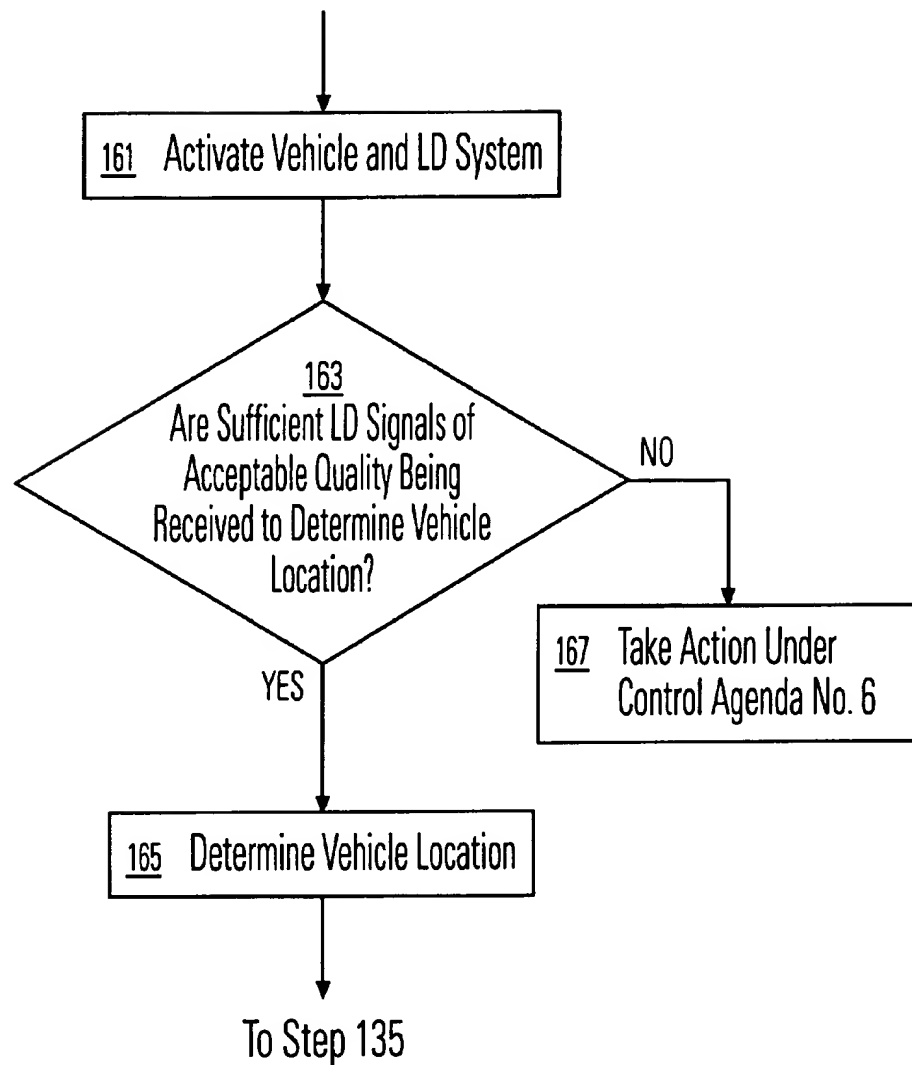 161 Activate Vehicle and LD System
163
Are Sufficient LD Signals of
Acceptable Quality Being
Received to Determine Vehicle
Location?
NO
167 Take Action Under
Control Agenda No. 6
YES
165 Determine Vehicle Location
To Step 135